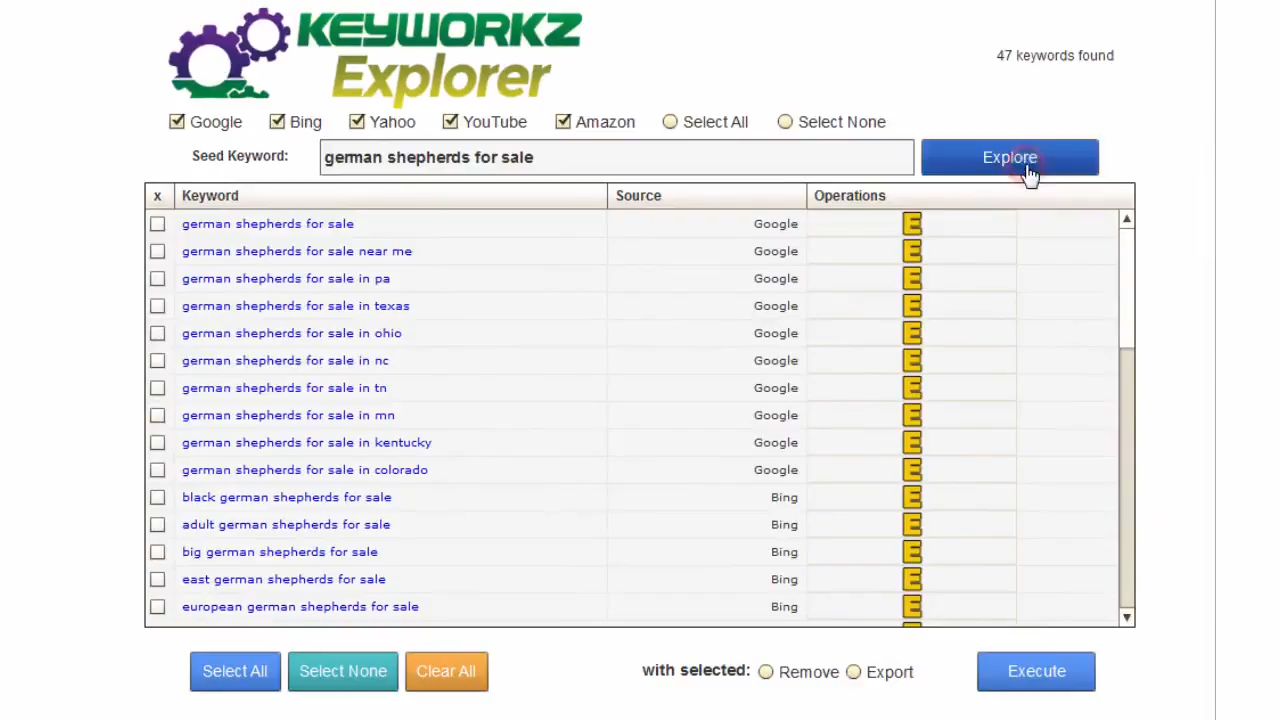 KEYWORKZ
Explorer
47 keywords found
Google Bing Yahoo YouTube Amazon Select All Select None
Seed Keyword: german shepherds for sale Explore
x Keyword Source Operations
german shepherds for sale Google E
german shepherds for sale near me Google E
german shepherds for sale in pa Google E
german shepherds for sale in texas Google E
german shepherds for sale in ohio Google E
german shepherds for sale in nc Google E
german shepherds for sale in tn Google E
german shepherds for sale in mn Google E
german shepherds for sale in kentucky Google E
german shepherds for sale in colorado Google E
black german shepherds for sale Bing E
adult german shepherds for sale Bing E
big german shepherds for sale Bing E
east german shepherds for sale Bing E
european german shepherds for sale Bing E
Select All Select None Clear All with selected: Remove Export Execute